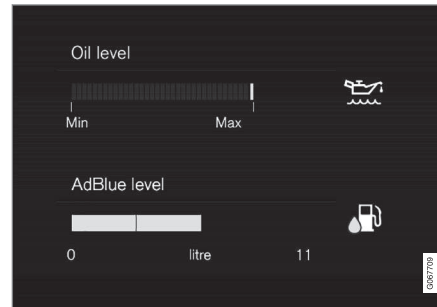 Oil level
Min Max
AdBlue level
0 litre 11
G067709